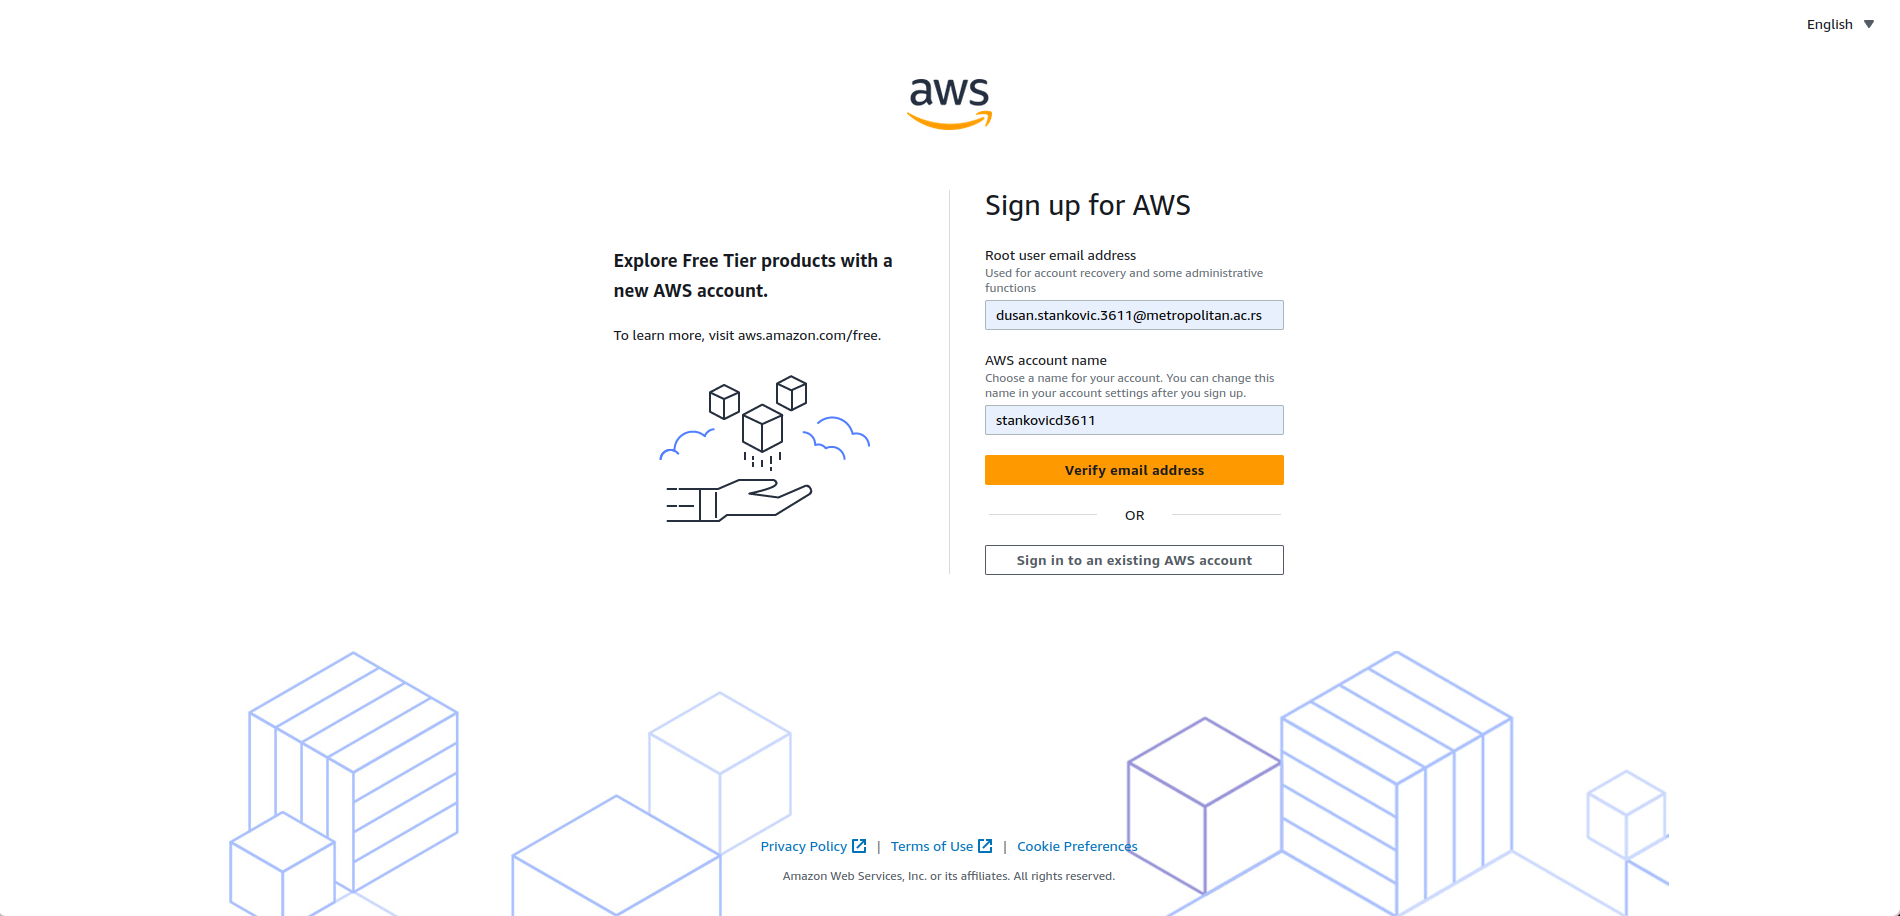 English
aws
Explore Free Tier products with a
new AWS account.
To learn more, visit aws.amazon.com/free.
Sign up for AWS
Root user email address
Used for account recovery and some administrative
functions
dusan.stankovic.3611@metropolitan.ac.rs
AWS account name
Choose a name for your account. You can change this
name in your account settings after you sign up.
stankovicd3611
Verify email address
OR
Sign in to an existing AWS account
Privacy Policy | Terms of Use | Cookie Preferences
Amazon Web Services, Inc. or its affiliates. All rights reserved.